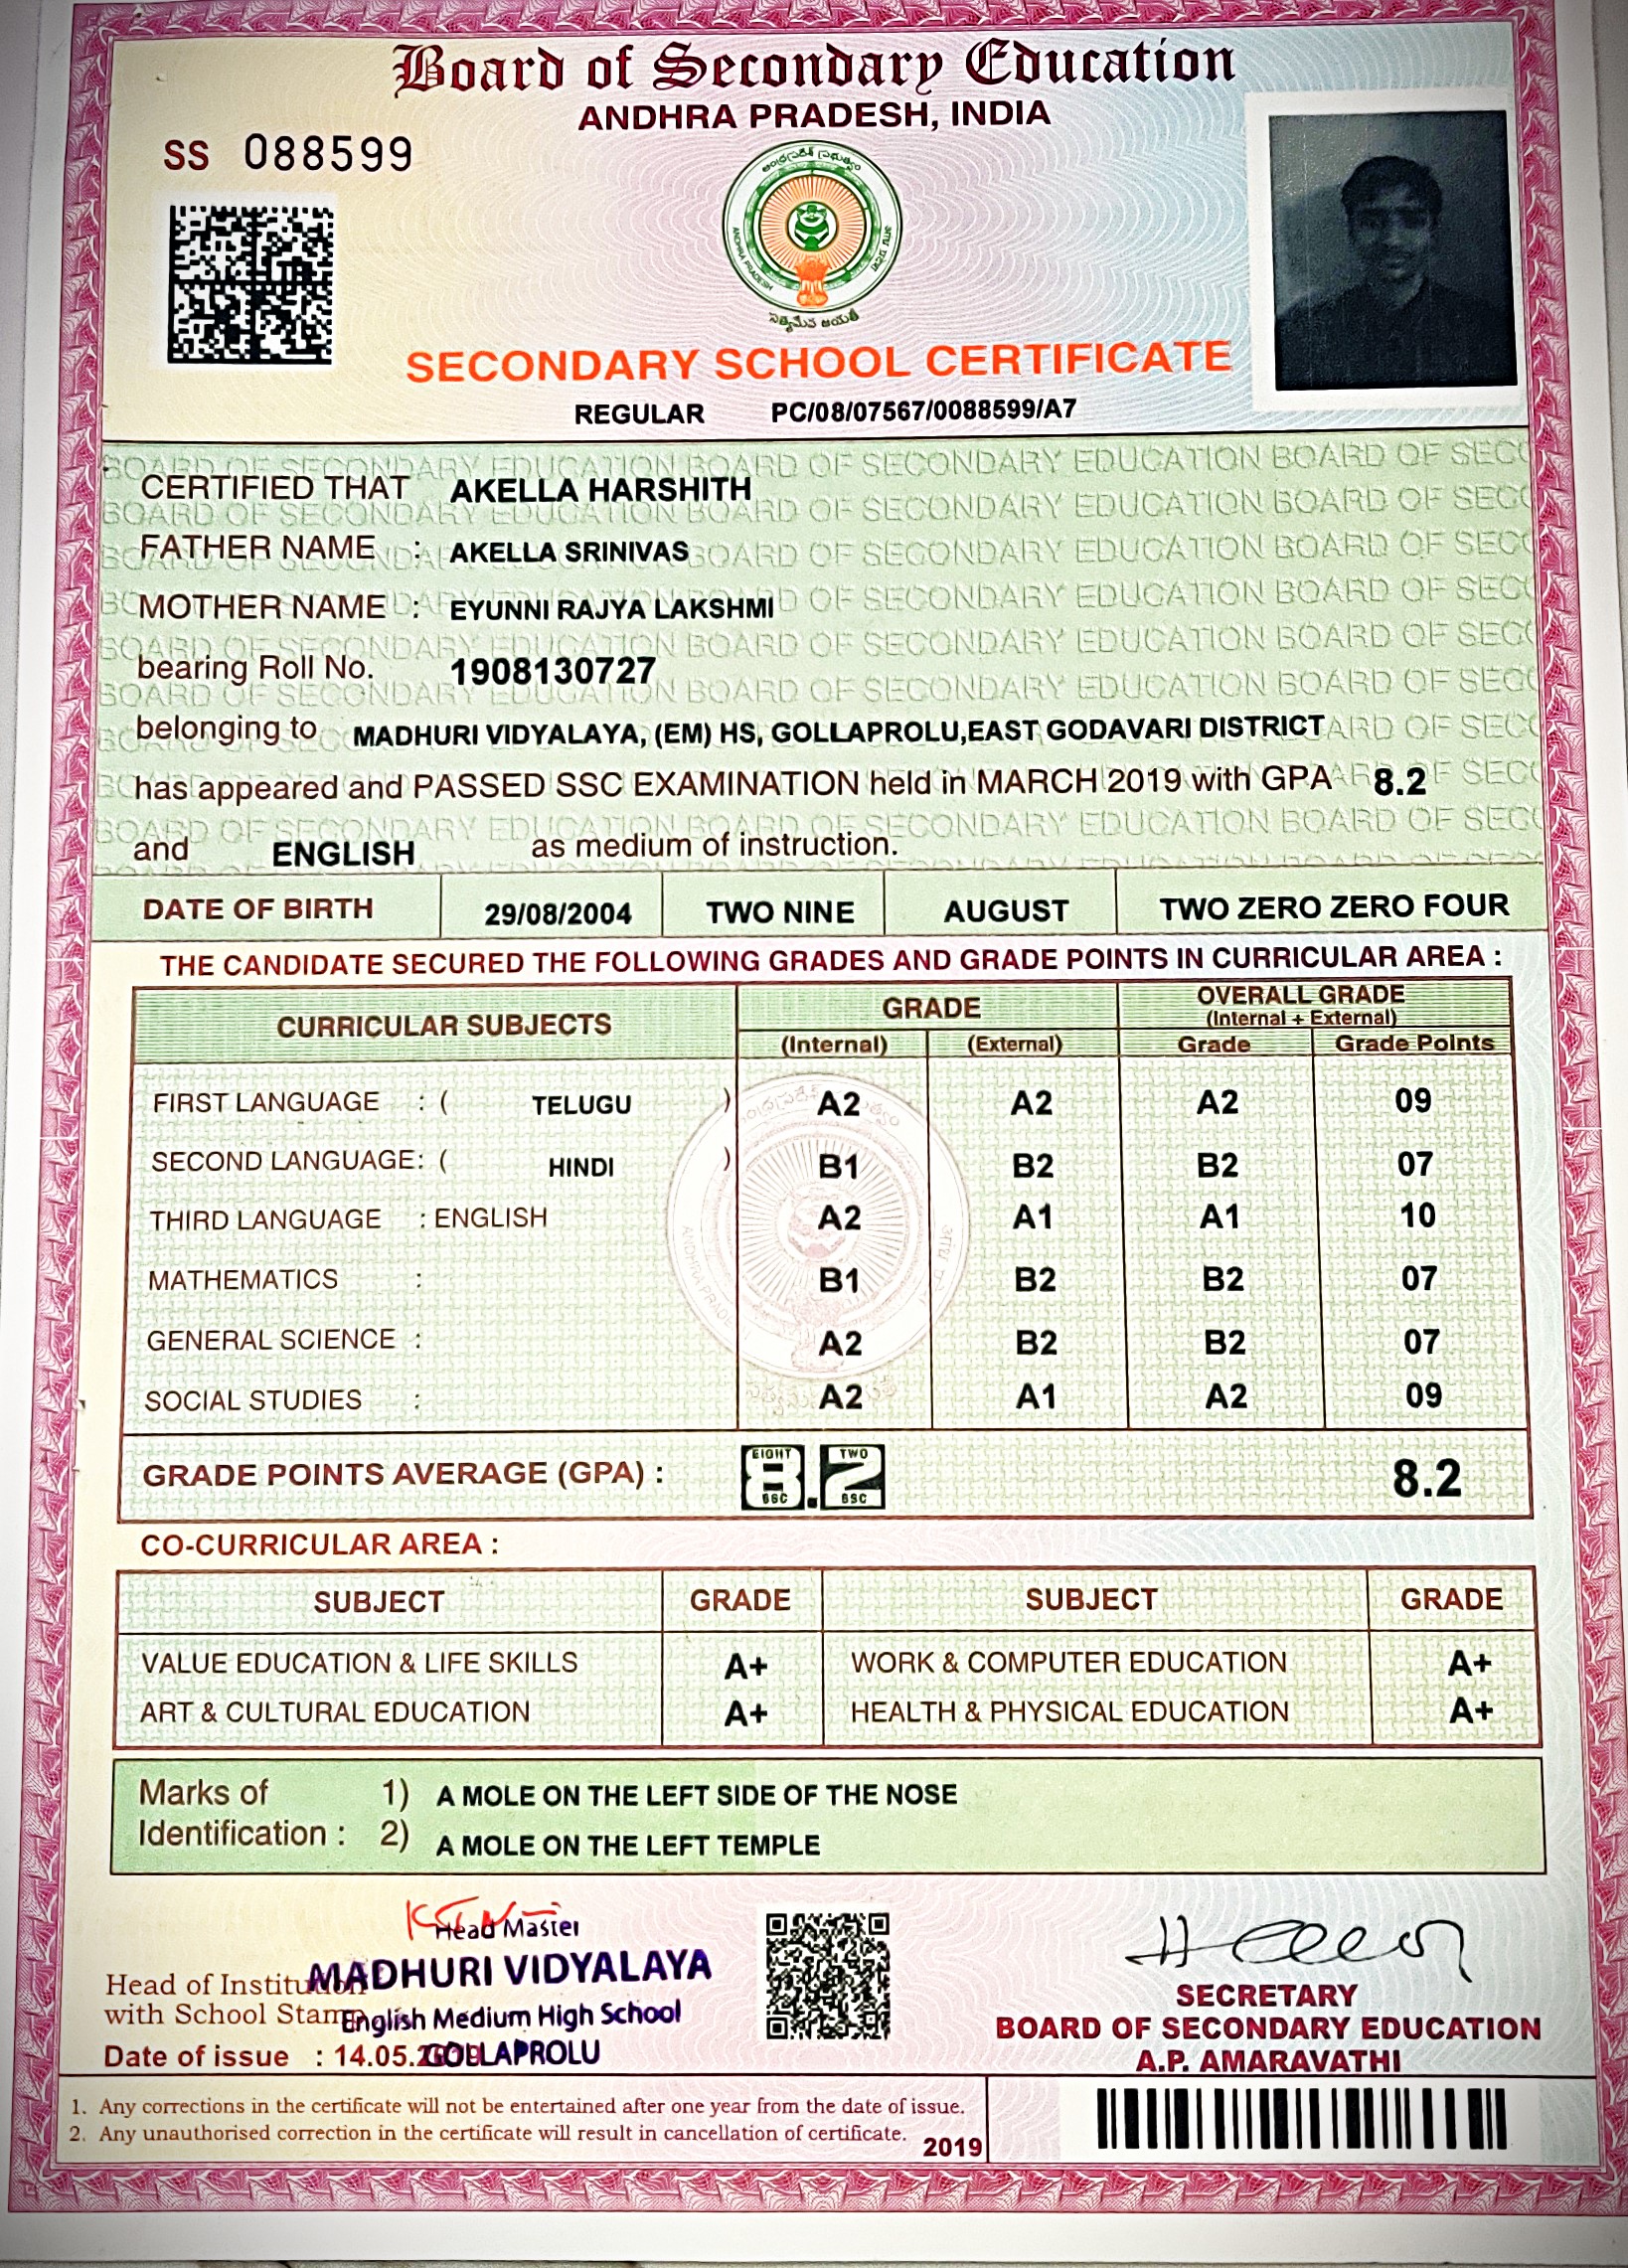 Board of Secondary Education
ANDHRA PRADESH, INDIA
SS 088599
ANDHRA PRADESH
సత్యమేవ జయతే
SECONDARY SCHOOL CERTIFICATE
REGULAR PC/08/07567/0088599/A7
CERTIFIED THAT AKELLA HARSHITH
FATHER NAME : AKELLA SRINIVAS
MOTHER NAME : EYUNNI RAJYA LAKSHMI
bearing Roll No. 1908130727
belonging to MADHURI VIDYALAYA, (EM) HS, GOLLAPROLU,EAST GODAVARI DISTRICT
has appeared and PASSED SSC EXAMINATION held in MARCH 2019 with GPA 8.2
and ENGLISH as medium of instruction.
DATE OF BIRTH 29/08/2004 TWO NINE AUGUST TWO ZERO ZERO FOUR
THE CANDIDATE SECURED THE FOLLOWING GRADES AND GRADE POINTS IN CURRICULAR AREA :
CURRICULAR SUBJECTS GRADE OVERALL GRADE
(Internal + External)
(Internal) (External) Grade Grade Points
FIRST LANGUAGE : ( TELUGU ) A2 A2 A2 09
SECOND LANGUAGE: ( HINDI ) B1 B2 B2 07
THIRD LANGUAGE : ENGLISH A2 A1 A1 10
MATHEMATICS : B1 B2 B2 07
GENERAL SCIENCE : A2 B2 B2 07
SOCIAL STUDIES : A2 A1 A2 09
GRADE POINTS AVERAGE (GPA) : EIGHT 8 SSC . TWO 2 SSC 8.2
CO-CURRICULAR AREA :
SUBJECT GRADE SUBJECT GRADE
VALUE EDUCATION & LIFE SKILLS A+ WORK & COMPUTER EDUCATION A+
ART & CULTURAL EDUCATION A+ HEALTH & PHYSICAL EDUCATION A+
Marks of 1) A MOLE ON THE LEFT SIDE OF THE NOSE
Identification : 2) A MOLE ON THE LEFT TEMPLE
Head Master
MADHURI VIDYALAYA
English Medium High School
GOLLAPROLU
Head of Institution
with School Stamp
Date of issue : 14.05.2019
SECRETARY
BOARD OF SECONDARY EDUCATION
A.P. AMARAVATHI
1. Any corrections in the certificate will not be entertained after one year from the date of issue.
2. Any unauthorised correction in the certificate will result in cancellation of certificate.
2019